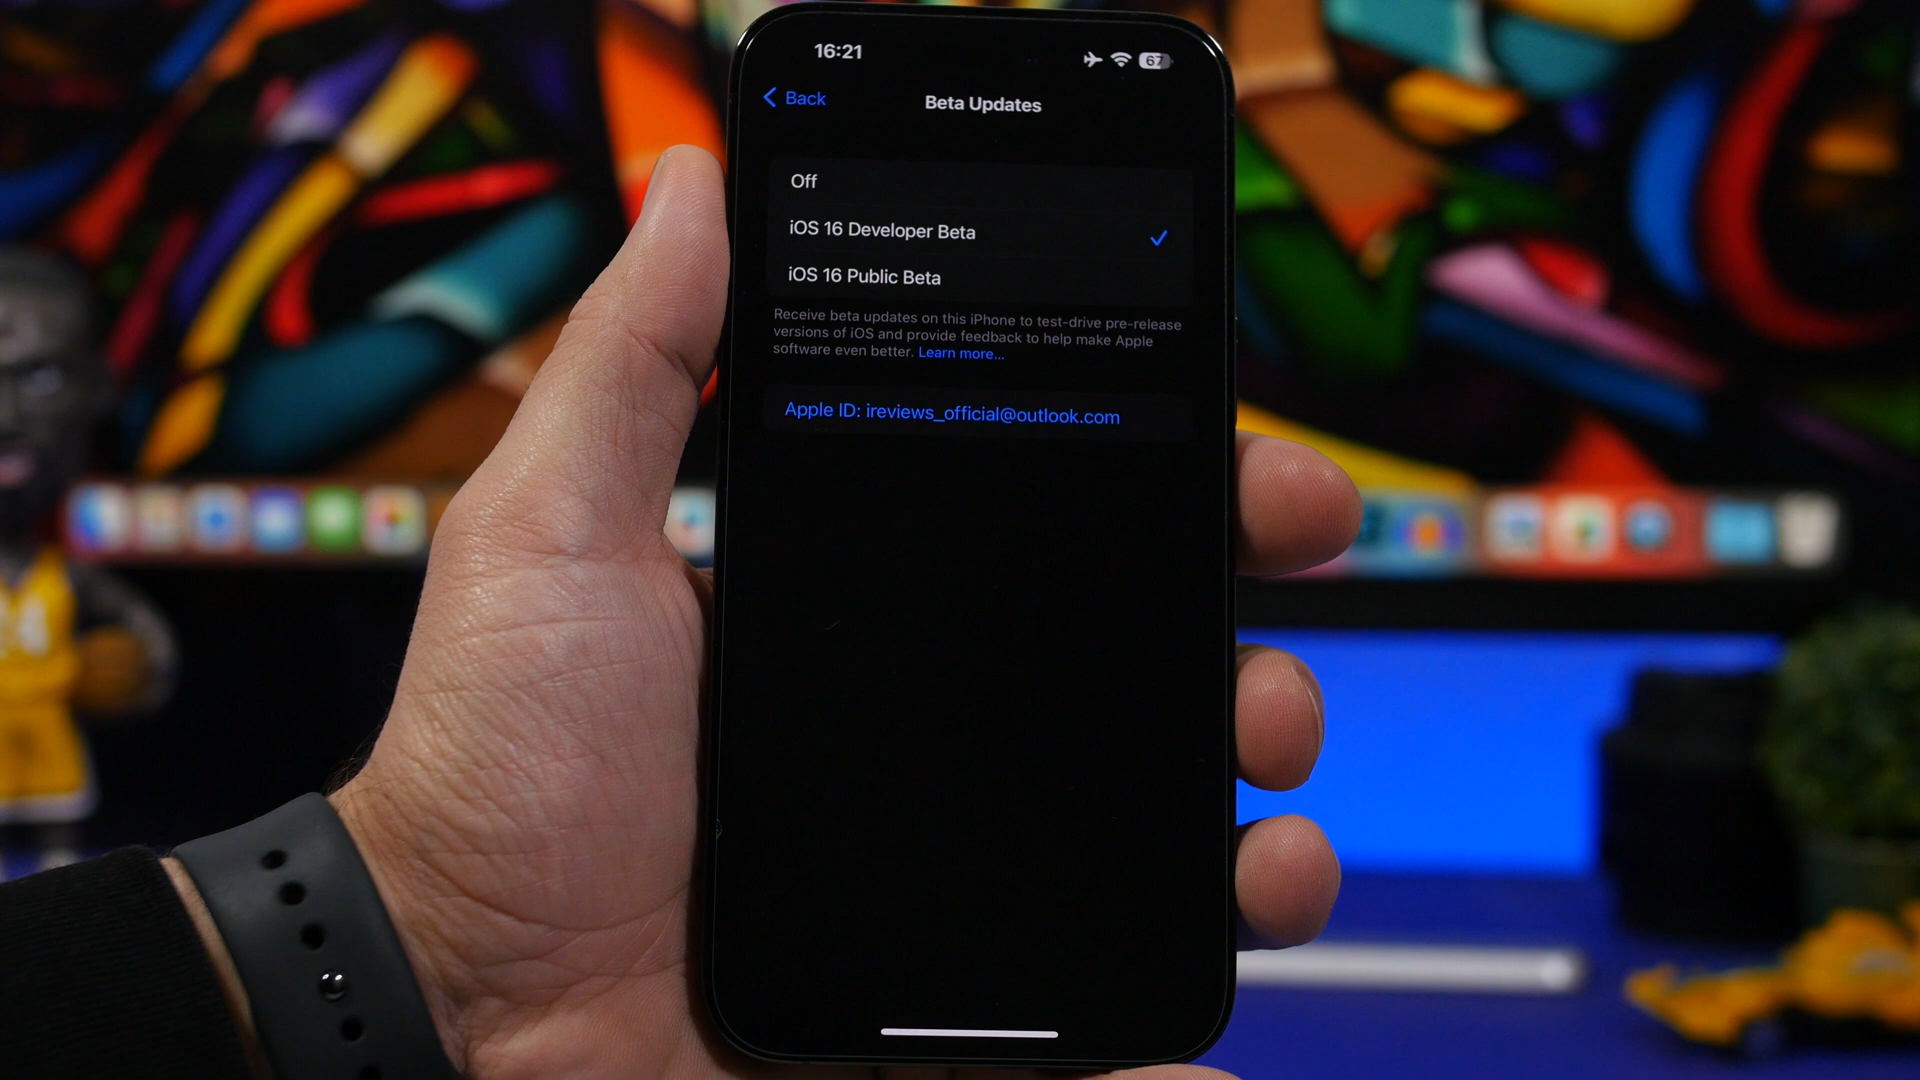 16:21
67
Back
Beta Updates
Off
iOS 16 Developer Beta
iOS 16 Public Beta
Receive beta updates on this iPhone to test-drive pre-release
versions of iOS and provide feedback to help make Apple
software even better. Learn more...
Apple ID: ireviews_official@outlook.com
24